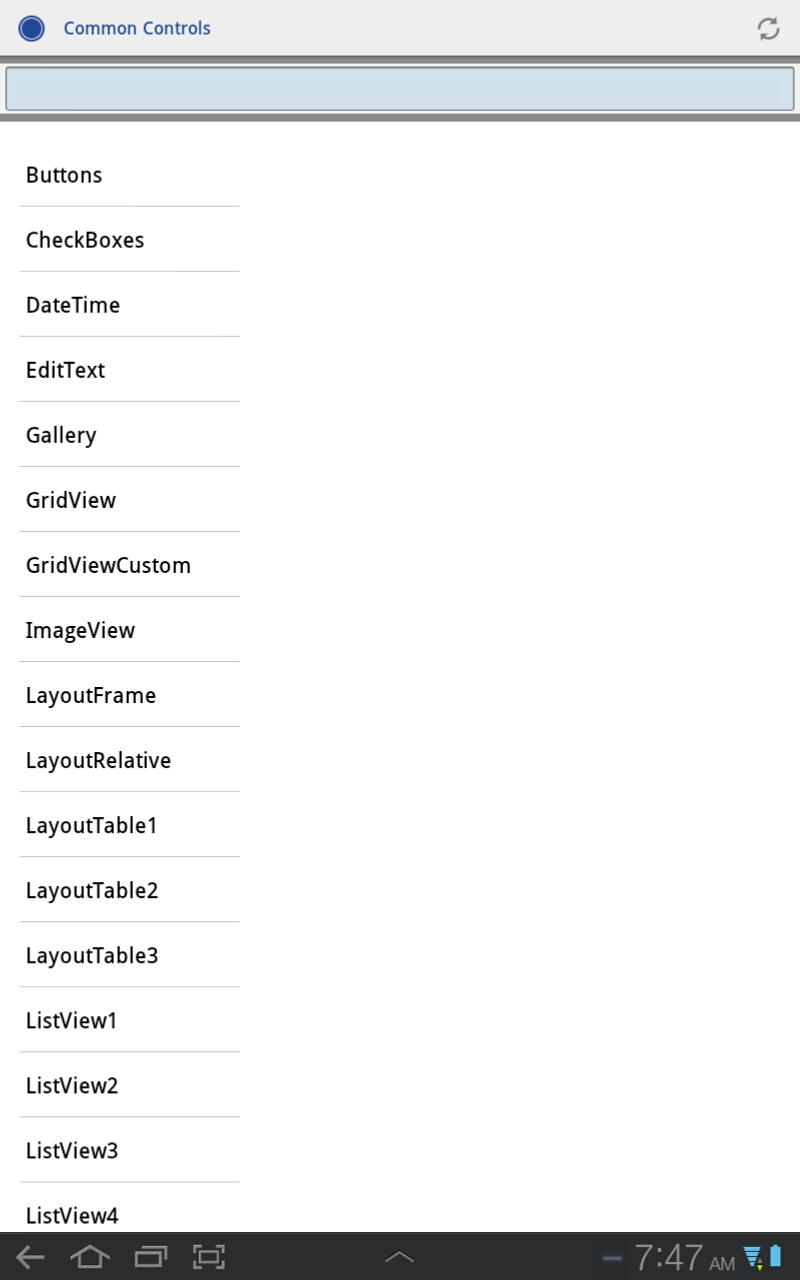 Common Controls
Buttons
CheckBoxes
DateTime
EditText
Gallery
GridView
GridViewCustom
ImageView
LayoutFrame
LayoutRelative
LayoutTable1
LayoutTable2
LayoutTable3
ListView1
ListView2
ListView3
ListView4
7:47 AM